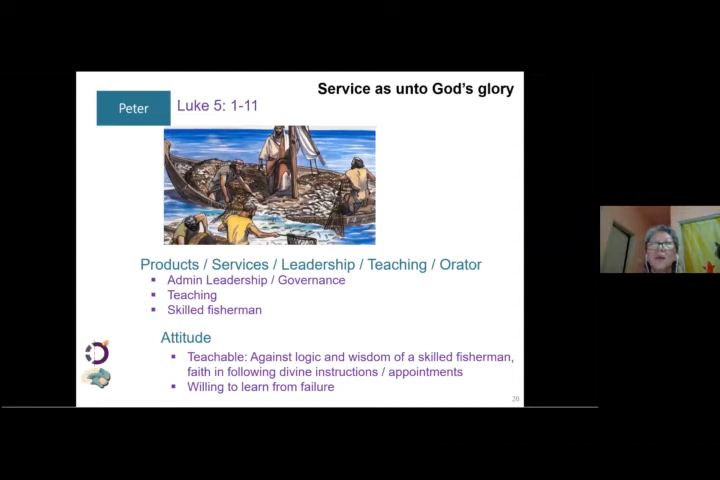 Service as unto God's glory
Peter
Luke 5: 1-11
Products / Services / Leadership / Teaching / Orator
▪ Admin Leadership / Governance
▪ Teaching
▪ Skilled fisherman
Attitude
▪ Teachable: Against logic and wisdom of a skilled fisherman,
faith in following divine instructions / appointments
▪ Willing to learn from failure
20